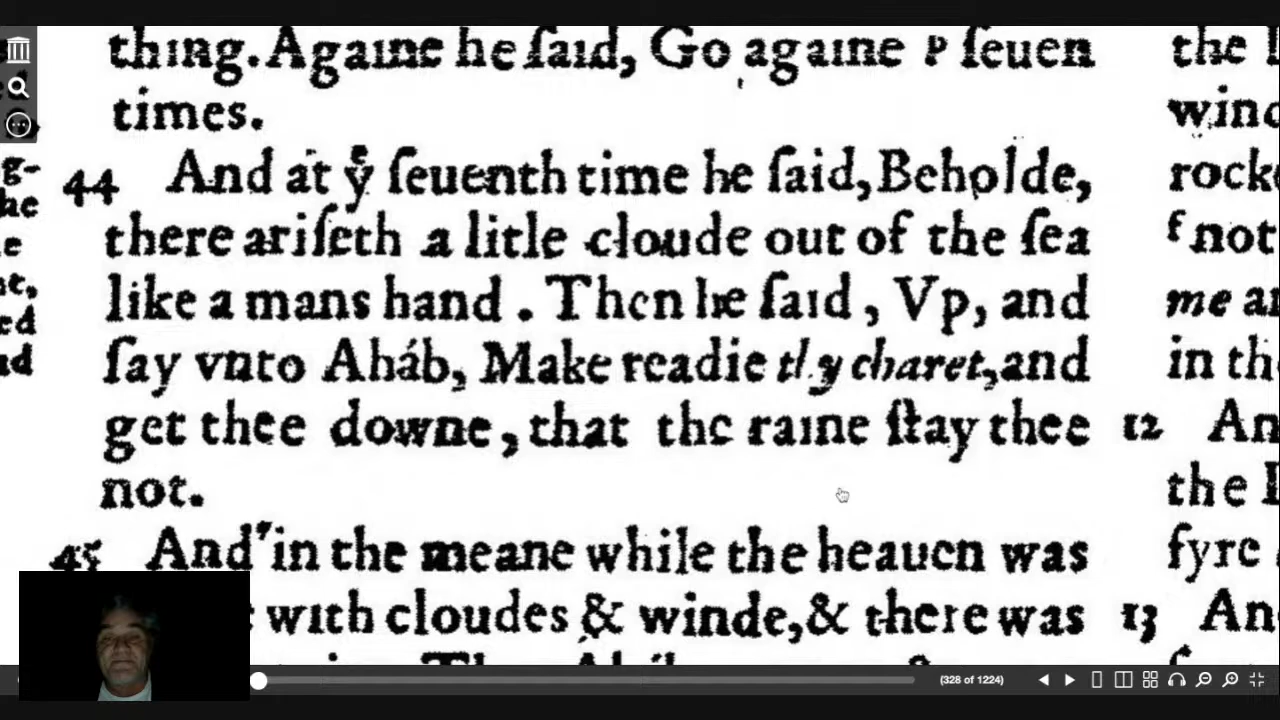 thing. Againe he ſaid, Go againe P ſeuen
times.
44 And at yͤ ſeuenth time he ſaid, Beholde,
there ariſeth a litle cloude out of the ſea
like a mans hand. Then he ſaid, Vp, and
ſay vnto Aháb, Make readie thy charet, and
get thee downe, that the raine ſtay thee
not.
45 And in the meane while the heauen was
with cloudes & winde, & there was
the
wind
rock
f not
me
in th
12 An
the
fyre
13 An
(328 of 1224)